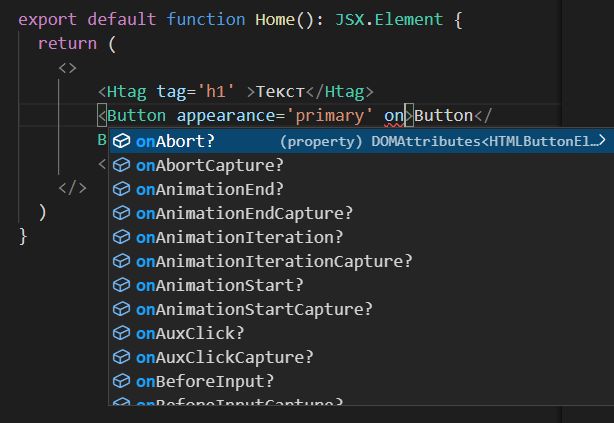 export default function Home(): JSX.Element {
return (
<>
<Htag tag='h1' >Текст</Htag>
<Button appearance='primary' on>Button</
B
onAbort? (property) DOMAttributes<HTMLButtonEl…>
onAbortCapture?
<
onAnimationEnd?
</>
onAnimationEndCapture?
)
onAnimationIteration?
}
onAnimationIterationCapture?
onAnimationStart?
onAnimationStartCapture?
onAuxClick?
onAuxClickCapture?
onBeforeInput?
onBeforeInputCapture?